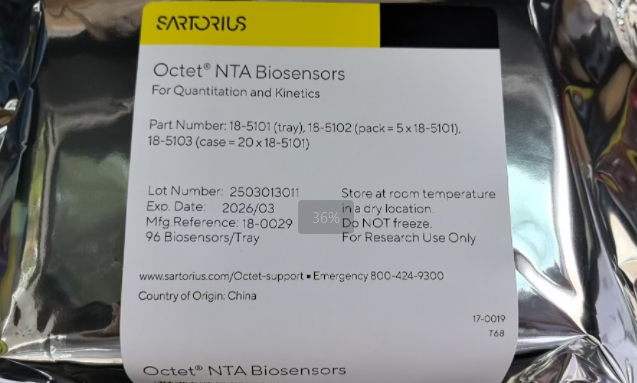 SARTORIUS
Octet® NTA Biosensors
For Quantitation and Kinetics
Part Number: 18-5101 (tray), 18-5102 (pack = 5 x 18-5101),
18-5103 (case = 20 x 18-5101)
Lot Number: 2503013011
Exp. Date: 2026/03
Mfg.Reference: 18-0029
96 Biosensors/Tray
Store at room temperature
in a dry location.
Do NOT freeze.
For Research Use Only
36%
www.sartorius.com/Octet-support ▪ Emergency 800-424-9300
Country of Origin: China
17-0019
T68
Octet® NTA Biosensors